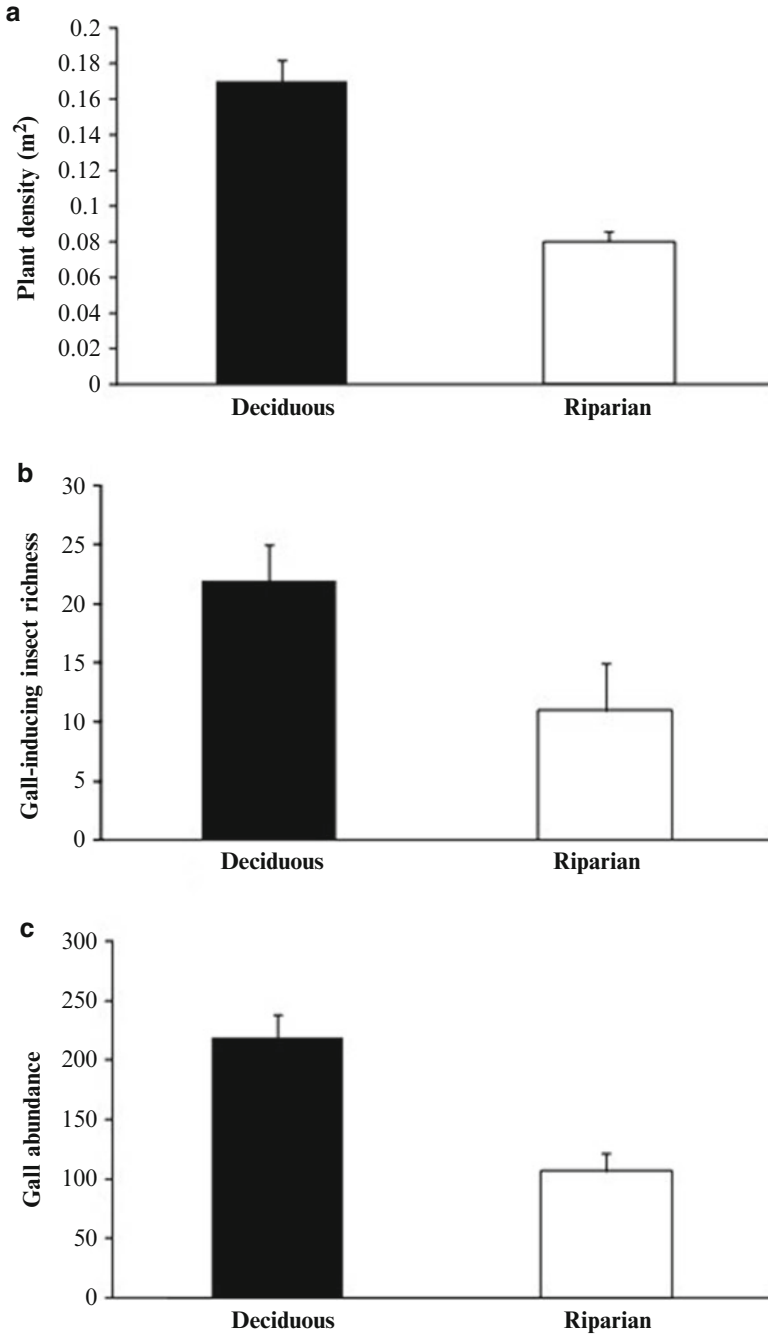 a
Plant density (m²)
0.2
0.18
0.16
0.14
0.12
0.1
0.08
0.06
0.04
0.02
0
Deciduous Riparian
b
Gall-inducing insect richness
30
25
20
15
10
5
0
Deciduous Riparian
c
Gall abundance
300
250
200
150
100
50
0
Deciduous Riparian